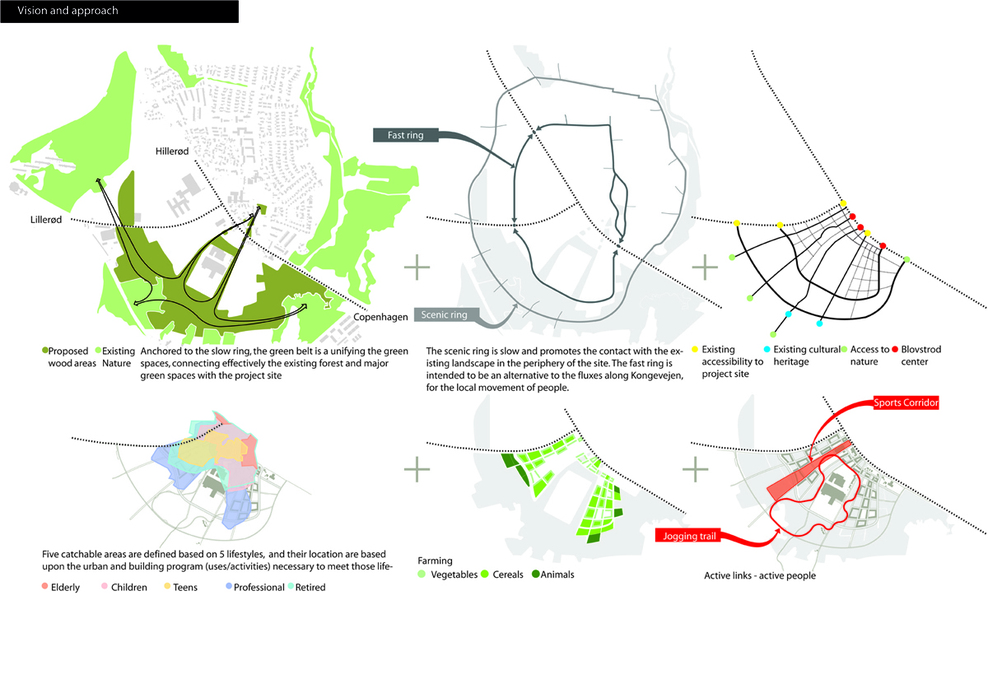 Vision and approach
Hillerød
Lillerød
Copenhagen
Proposed wood areas
Existing Nature
Anchored to the slow ring, the green belt is a unifying the green
spaces, connecting effectively the existing forest and major
green spaces with the project site
Fast ring
Scenic ring
The scenic ring is slow and promotes the contact with the ex-
isting landscape in the periphery of the site. The fast ring is
intended to be an alternative to the fluxes along Kongevejen,
for the local movement of people.
Existing
accessibility to
project site
Existing cultural
heritage
Access to
nature
Blovstrod
center
Five catchable areas are defined based on 5 lifestyles, and their location are based
upon the urban and building program (uses/activities) necessary to meet those life-
Elderly
Children
Teens
Professional
Retired
Farming
Vegetables
Cereals
Animals
Sports Corridor
Jogging trail
Active links - active people